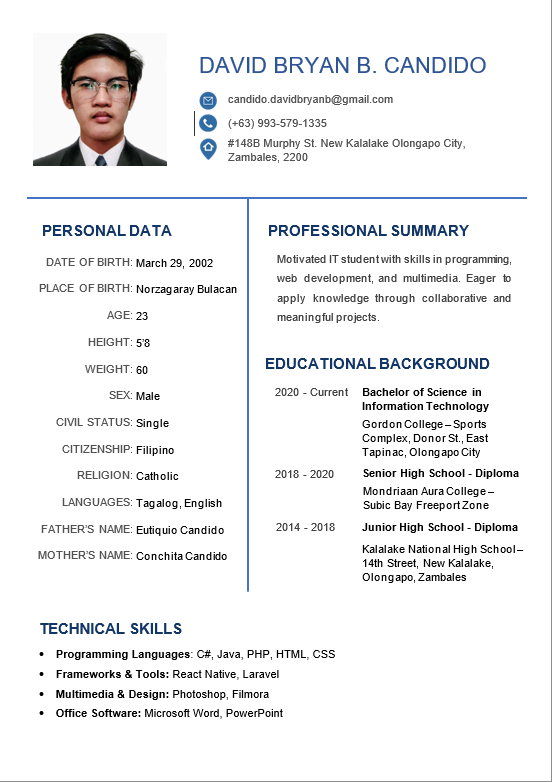 DAVID BRYAN B. CANDIDO
candido.davidbryanb@gmail.com
(+63) 993-579-1335
#148B Murphy St. New Kalalake Olongapo City,
Zambales, 2200
PERSONAL DATA
DATE OF BIRTH: March 29, 2002
PLACE OF BIRTH: Norzagaray Bulacan
AGE: 23
HEIGHT: 5'8
WEIGHT: 60
SEX: Male
CIVIL STATUS: Single
CITIZENSHIP: Filipino
RELIGION: Catholic
LANGUAGES: Tagalog, English
FATHER'S NAME: Eutiquio Candido
MOTHER'S NAME: Conchita Candido
PROFESSIONAL SUMMARY
Motivated IT student with skills in programming,
web development, and multimedia. Eager to
apply knowledge through collaborative and
meaningful projects.
EDUCATIONAL BACKGROUND
2020 - Current Bachelor of Science in
Information Technology
Gordon College – Sports
Complex, Donor St., East
Tapinac, Olongapo City
2018 - 2020 Senior High School - Diploma
Mondriaan Aura College –
Subic Bay Freeport Zone
2014 - 2018 Junior High School - Diploma
Kalalake National High School –
14th Street, New Kalalake,
Olongapo, Zambales
TECHNICAL SKILLS
• Programming Languages: C#, Java, PHP, HTML, CSS
• Frameworks & Tools: React Native, Laravel
• Multimedia & Design: Photoshop, Filmora
• Office Software: Microsoft Word, PowerPoint